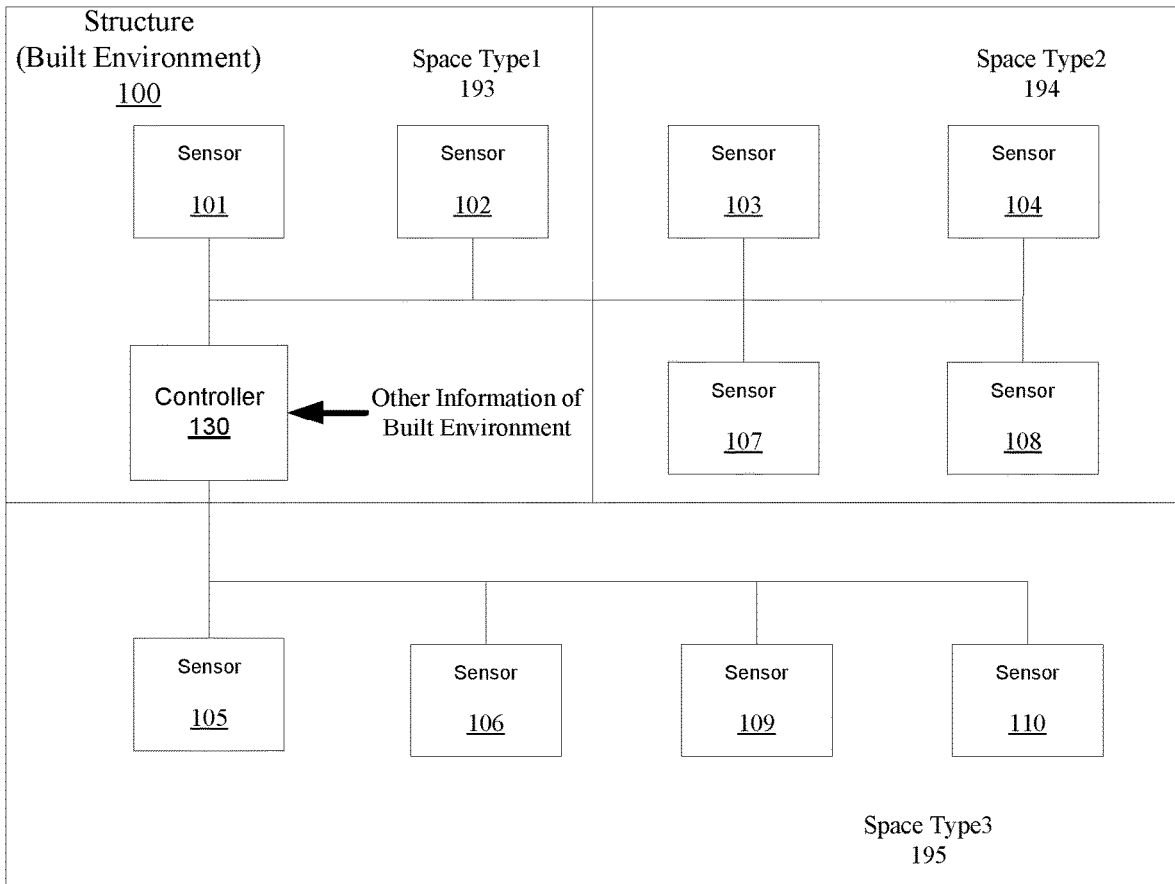 Structure
(Built Environment)
100
Space Type1
193
Space Type2
194
Sensor
101
Sensor
102
Sensor
103
Sensor
104
Controller
130
Other Information of
Built Environment
Sensor
107
Sensor
108
Sensor
105
Sensor
106
Sensor
109
Sensor
110
Space Type3
195